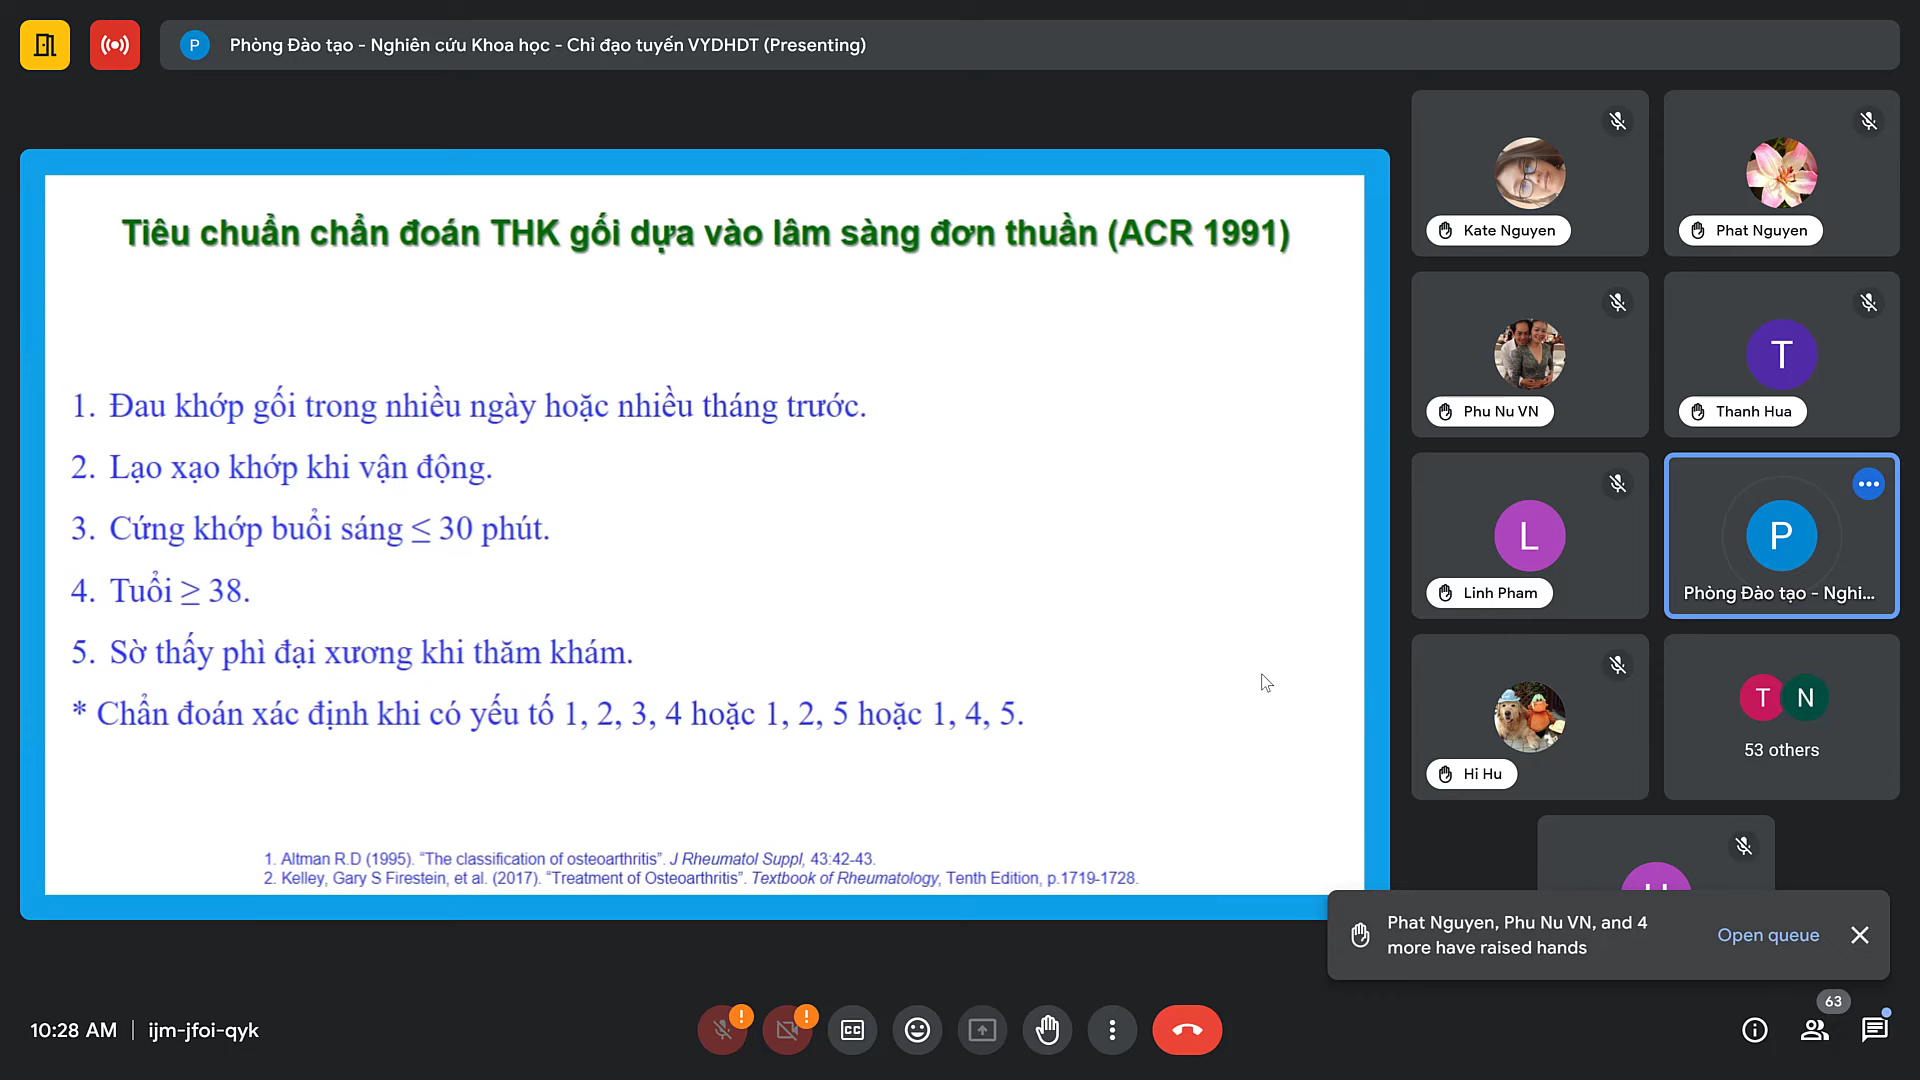 P Phòng Đào tạo - Nghiên cứu Khoa học - Chỉ đạo tuyến VYDHDT (Presenting)
Tiêu chuẩn chẩn đoán THK gối dựa vào lâm sàng đơn thuần (ACR 1991)
1. Đau khớp gối trong nhiều ngày hoặc nhiều tháng trước.
2. Lạo xạo khớp khi vận động.
3. Cứng khớp buổi sáng ≤ 30 phút.
4. Tuổi ≥ 38.
5. Sờ thấy phì đại xương khi thăm khám.
* Chẩn đoán xác định khi có yếu tố 1, 2, 3, 4 hoặc 1, 2, 5 hoặc 1, 4, 5.
1. Altman R.D (1995). “The classification of osteoarthritis”. J Rheumatol Suppl, 43:42-43.
2. Kelley, Gary S Firestein, et al. (2017). “Treatment of Osteoarthritis”. Textbook of Rheumatology, Tenth Edition, p.1719-1728.
Kate Nguyen
Phat Nguyen
Phu Nu VN
T
Thanh Hua
L
Linh Pham
P
Phòng Đào tạo - Nghi...
Hi Hu
T N
53 others
Phat Nguyen, Phu Nu VN, and 4
more have raised hands
Open queue
10:28 AM
ijm-jfoi-qyk
CC
63